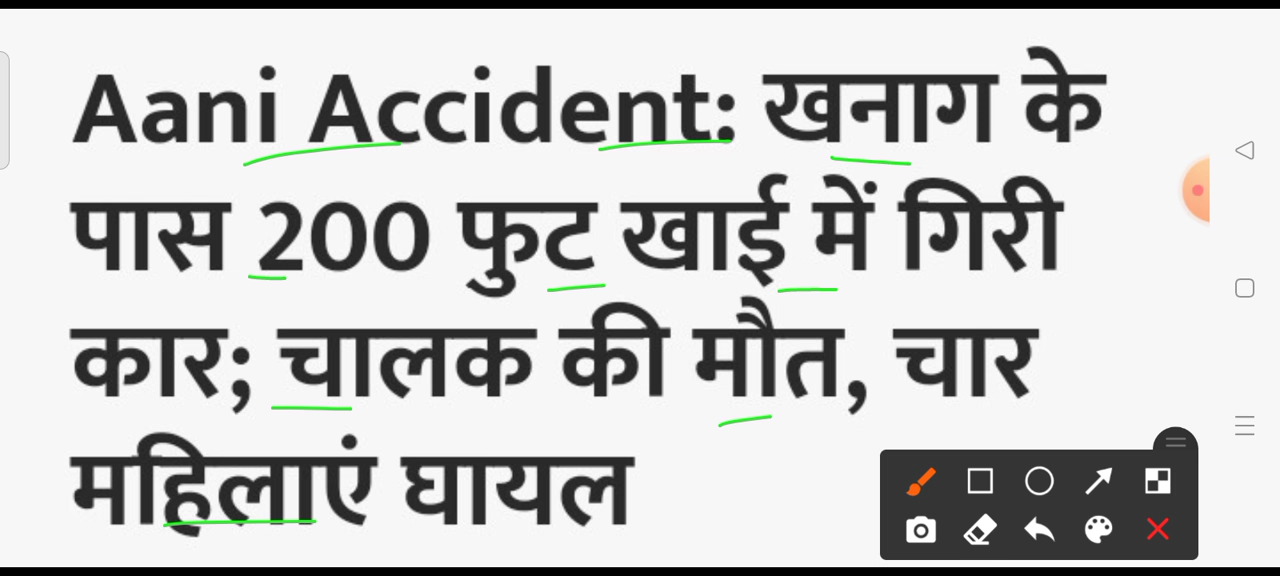 Aani Accident: खनाग के
पास 200 फुट खाई में गिरी
कार; चालक की मौत, चार
महिलाएं घायल